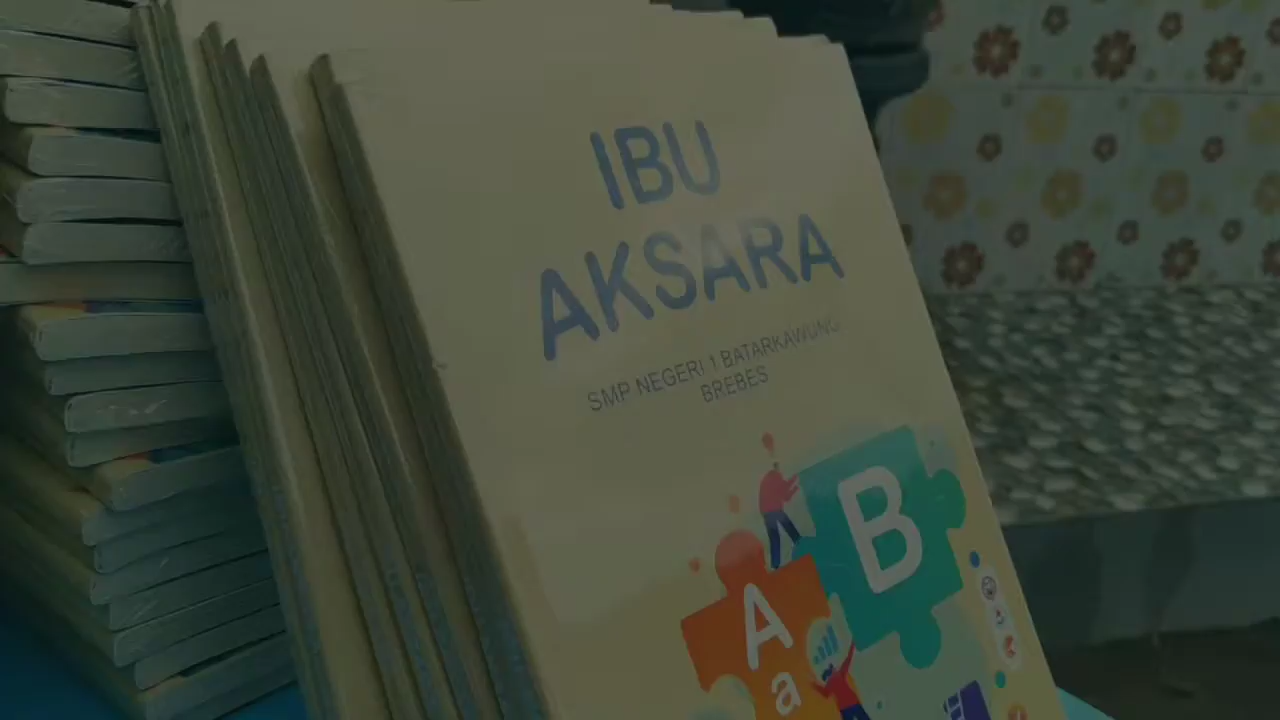 IBU
AKSARA
SMP NEGERI 1 BATARKAWUNG
BREBES
B
A
a